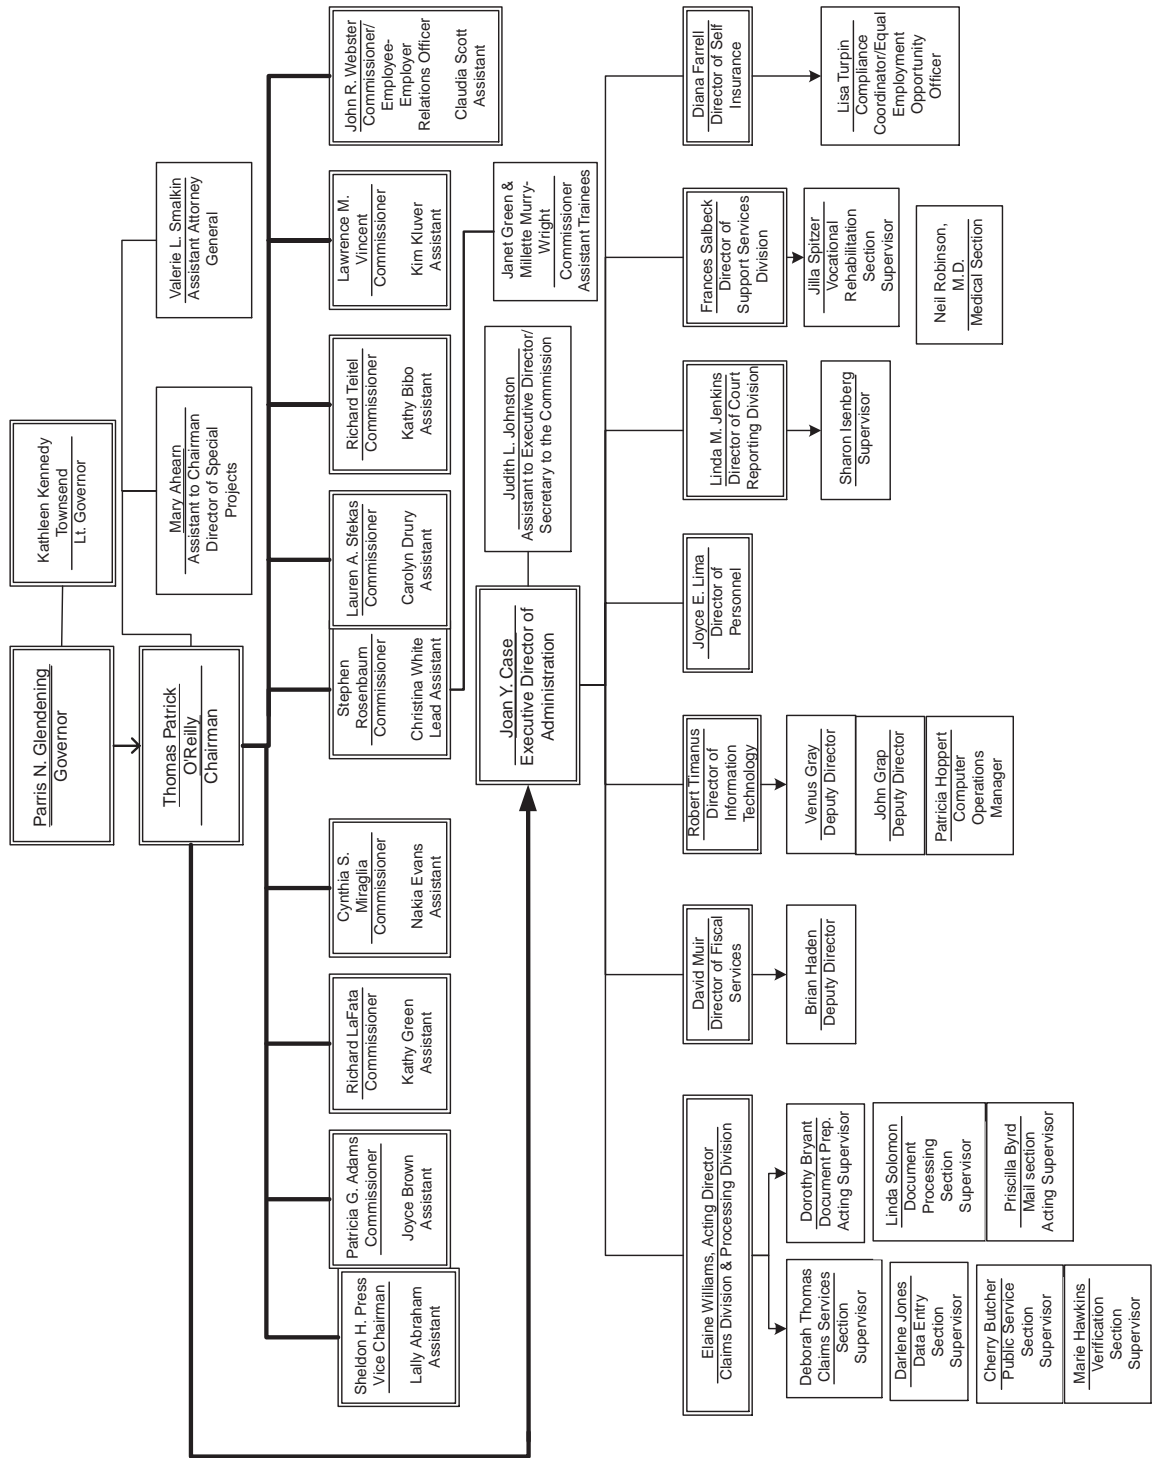 Parris N. Glendening
Governor
Kathleen Kennedy
Townsend
Lt. Governor
Thomas Patrick
O'Reilly
Chairman
Mary Ahearn
Assistant to Chairman
Director of Special
Projects
Valerie L. Smalkin
Assistant Attorney
General
Sheldon H. Press
Vice Chairman
Lally Abraham
Assistant
Patricia G. Adams
Commissioner
Joyce Brown
Assistant
Richard LaFata
Commissioner
Kathy Green
Assistant
Cynthia S.
Miraglia
Commissioner
Nakia Evans
Assistant
Stephen
Rosenbaum
Commissioner
Christina White
Lead Assistant
Lauren A. Sfekas
Commissioner
Carolyn Drury
Assistant
Richard Teitel
Commissioner
Kathy Bibo
Assistant
Lawrence M.
Vincent
Commissioner
Kim Kluver
Assistant
John R. Webster
Commissioner/
Employee-
Employer
Relations Officer
Claudia Scott
Assistant
Joan Y. Case
Executive Director of
Administration
Judith L. Johnston
Assistant to Executive Director/
Secretary to the Commission
Janet Green &
Millette Murry-
Wright
Commissioner
Assistant Trainees
Elaine Williams, Acting Director
Claims Division & Processing Division
David Muir
Director of Fiscal
Services
Robert Timanus
Director of
Information
Technology
Joyce E. Lima
Director of
Personnel
Linda M. Jenkins
Director of Court
Reporting Division
Frances Salbeck
Director of
Support Services
Division
Diana Farrell
Director of Self
Insurance
Deborah Thomas
Claims Services
Section
Supervisor
Darlene Jones
Data Entry
Section
Supervisor
Cherry Butcher
Public Service
Section
Supervisor
Marie Hawkins
Verification
Section
Supervisor
Dorothy Bryant
Document Prep.
Acting Supervisor
Linda Solomon
Document
Processing
Section
Supervisor
Priscilla Byrd
Mail section
Acting Supervisor
Brian Haden
Deputy Director
Venus Gray
Deputy Director
John Grap
Deputy Director
Patricia Hoppert
Computer
Operations
Manager
Sharon Isenberg
Supervisor
Jilla Spitzer
Vocational
Rehabilitation
Section
Supervisor
Neil Robinson,
M.D.
Medical Section
Lisa Turpin
Compliance
Coordinator/Equal
Employment
Opportunity
Officer